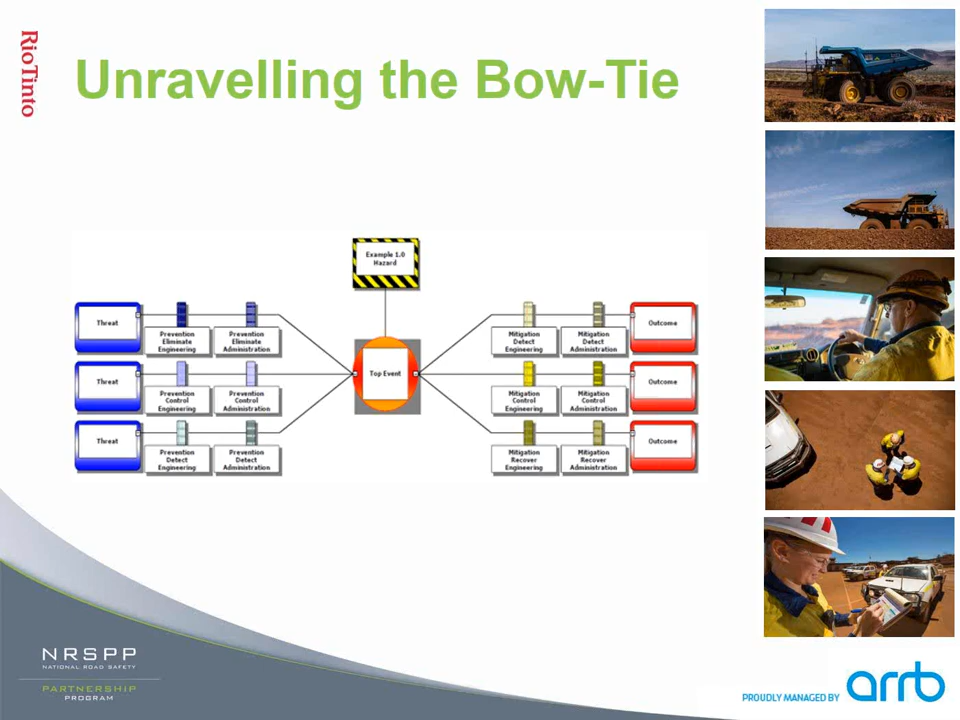 RioTinto
Unravelling the Bow-Tie
Example 1.0
Hazard
Threat
Prevention
Eliminate
Engineering
Prevention
Eliminate
Administration
Threat
Prevention
Control
Engineering
Prevention
Control
Administration
Threat
Prevention
Detect
Engineering
Prevention
Detect
Administration
Top Event
Mitigation
Detect
Engineering
Mitigation
Detect
Administration
Outcome
Mitigation
Control
Engineering
Mitigation
Control
Administration
Outcome
Mitigation
Recover
Engineering
Mitigation
Recover
Administration
Outcome
NRSPP
NATIONAL ROAD SAFETY
PARTNERSHIP
PROGRAM
PROUDLY MANAGED BY
arrb